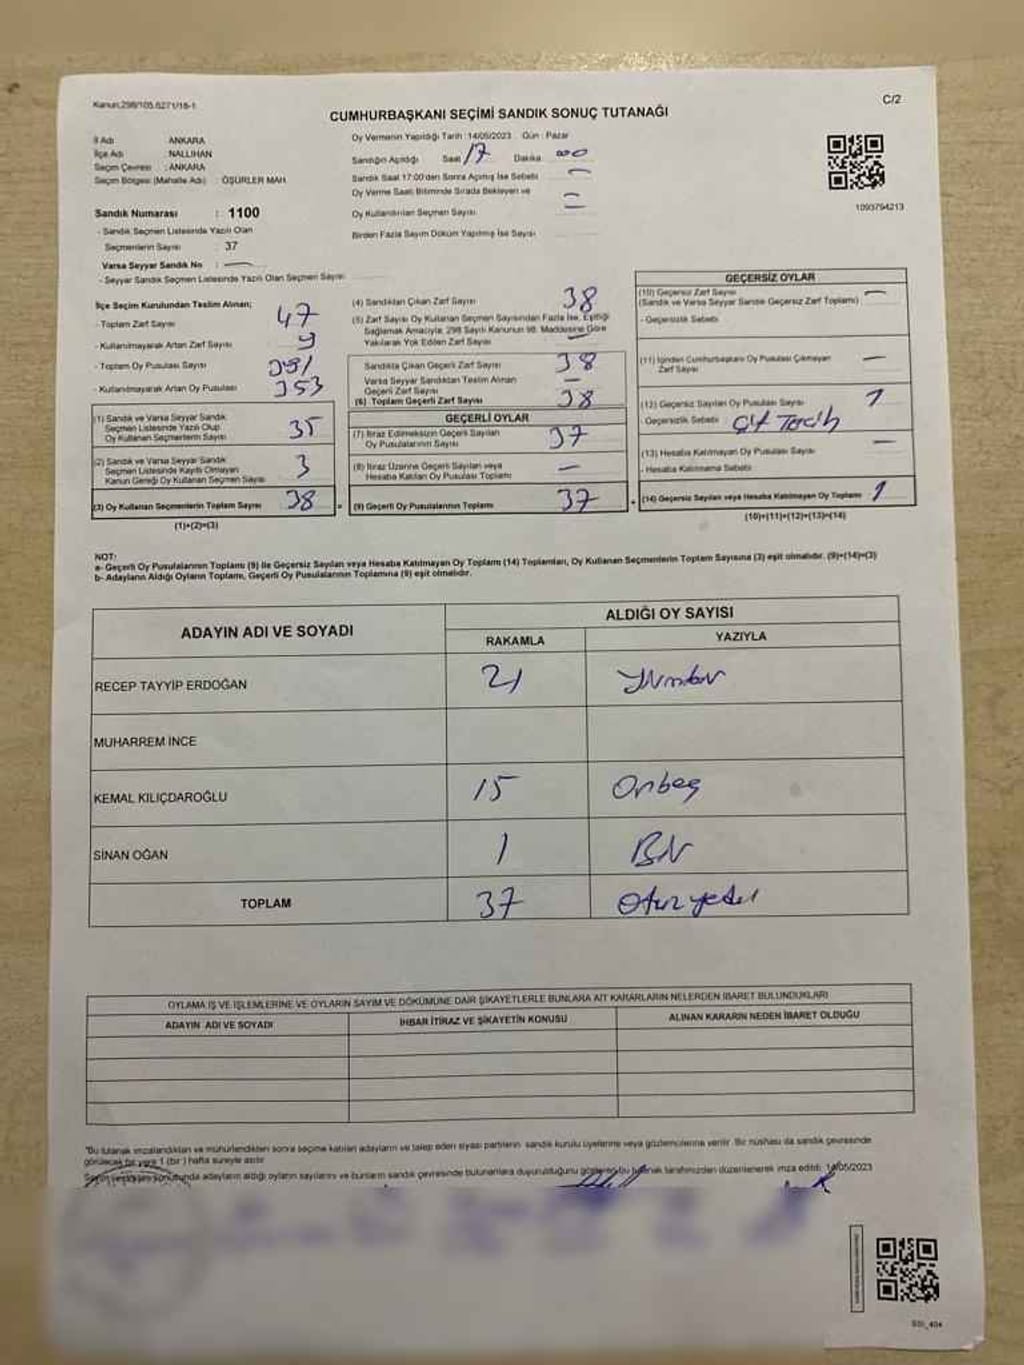 Kanun:298/105.6271/18-1
C/2
CUMHURBAŞKANI SEÇİMİ SANDIK SONUÇ TUTANAĞI
İl Adı : ANKARA
İlçe Adı : NALLIHAN
Seçim Çevresi : ANKARA
Seçim Bölgesi (Mahalle Adı) : ÖŞÜRLER MAH.
Oy Vermenin Yapıldığı Tarih : 14/05/2023 Gün : Pazar
Sandığın Açıldığı Saat 17 Dakika 00
Sandık Saat 17:00'den Sonra Açılmış İse Sebebi —
Oy Verme Saati Bitiminde Sırada Bekleyen ve
Oy Kullandırılan Seçmen Sayısı
Birden Fazla Sayım Döküm Yapılmış İse Sayısı
1093794213
Sandık Numarası : 1100
- Sandık Seçmen Listesinde Yazılı Olan
Seçmenlerin Sayısı : 37
Varsa Seyyar Sandık No : —
- Seyyar Sandık Seçmen Listesinde Yazılı Olan Seçmen Sayısı:
İlçe Seçim Kurulundan Teslim Alınan;
- Toplam Zarf Sayısı 47
- Kullanılmayarak Artan Zarf Sayısı 9
- Toplam Oy Pusulası Sayısı 391
- Kullanılmayarak Artan Oy Pusulası 353
(1) Sandık ve Varsa Seyyar Sandık
Seçmen Listesinde Yazılı Olup
Oy Kullanan Seçmenlerin Sayısı 35
(2) Sandık ve Varsa Seyyar Sandık
Seçmen Listesinde Kayıtlı Olmayan
Kanun Gereği Oy Kullanan Seçmen Sayısı 3
(3) Oy Kullanan Seçmenlerin Toplam Sayısı 38
(1)+(2)=(3)
(4) Sandıktan Çıkan Zarf Sayısı 38
(5) Zarf Sayısı Oy Kullanan Seçmen Sayısından Fazla İse, Eşitliği
Sağlamak Amacıyla, 298 Sayılı Kanunun 98. Maddesine Göre
Yakılarak Yok Edilen Zarf Sayısı —
Sandıkta Çıkan Geçerli Zarf Sayısı 38
Varsa Seyyar Sandıktan Teslim Alınan
Geçerli Zarf Sayısı —
(6) Toplam Geçerli Zarf Sayısı 38
GEÇERLİ OYLAR
(7) İtiraz Edilmeksizin Geçerli Sayılan
Oy Pusulalarının Sayısı 37
(8) İtiraz Üzerine Geçerli Sayılan veya
Hesaba Katılan Oy Pusulası Toplamı —
(9) Geçerli Oy Pusulalarının Toplamı 37
GEÇERSİZ OYLAR
(10) Geçersiz Zarf Sayısı —
(Sandık ve Varsa Seyyar Sandık Geçersiz Zarf Toplamı)
- Geçersizlik Sebebi
(11) İçinden Cumhurbaşkanı Oy Pusulası Çıkmayan
Zarf Sayısı —
(12) Geçersiz Sayılan Oy Pusulası Sayısı 1
- Geçersizlik Sebebi: Çift Tercih
(13) Hesaba Katılmayan Oy Pusulası Sayısı —
- Hesaba Katılmama Sebebi
(14) Geçersiz Sayılan veya Hesaba Katılmayan Oy Toplamı 1
(10)+(11)+(12)+(13)=(14)
NOT:
a- Geçerli Oy Pusulalarının Toplamı (9) ile Geçersiz Sayılan veya Hesaba Katılmayan Oy Toplamı (14) Toplamları, Oy Kullanan Seçmenlerin Toplam Sayısına (3) eşit olmalıdır. (9)+(14)=(3)
b- Adayların Aldığı Oyların Toplamı, Geçerli Oy Pusulalarının Toplamına (9) eşit olmalıdır.
ADAYIN ADI VE SOYADI
ALDIĞI OY SAYISI
RAKAMLA YAZIYLA
RECEP TAYYİP ERDOĞAN 21
MUHARREM İNCE
KEMAL KILIÇDAROĞLU 15 Onbeş
SİNAN OĞAN 1 Bir
TOPLAM 37 Otuzyedi
OYLAMA İŞ VE İŞLEMLERİNE VE OYLARIN SAYIM VE DÖKÜMÜNE DAİR ŞİKAYETLERLE BUNLARA AİT KARARLARIN NELERDEN İBARET BULUNDUKLARI
ADAYIN ADI VE SOYADI İHBAR İTİRAZ VE ŞİKAYETİN KONUSU ALINAN KARARIN NEDEN İBARET OLDUĞU
*Bu tutanak imzalandıktan ve mühürlendikten sonra seçime katılan adayların ve talep eden siyasi partilerin sandık kurulu üyelerine veya gözlemcilerine verilir. Bir nüshası da sandık çevresinde
görülecek bir yere 1 (bir) hafta süreyle asılır.
adayların aldığı oyların sayılarını ve bunların sandık çevresinde bulunanlara duyurulduğunu gösteren bu tutanak tarafımızdan düzenlenerek imza edildi. 14/05/2023